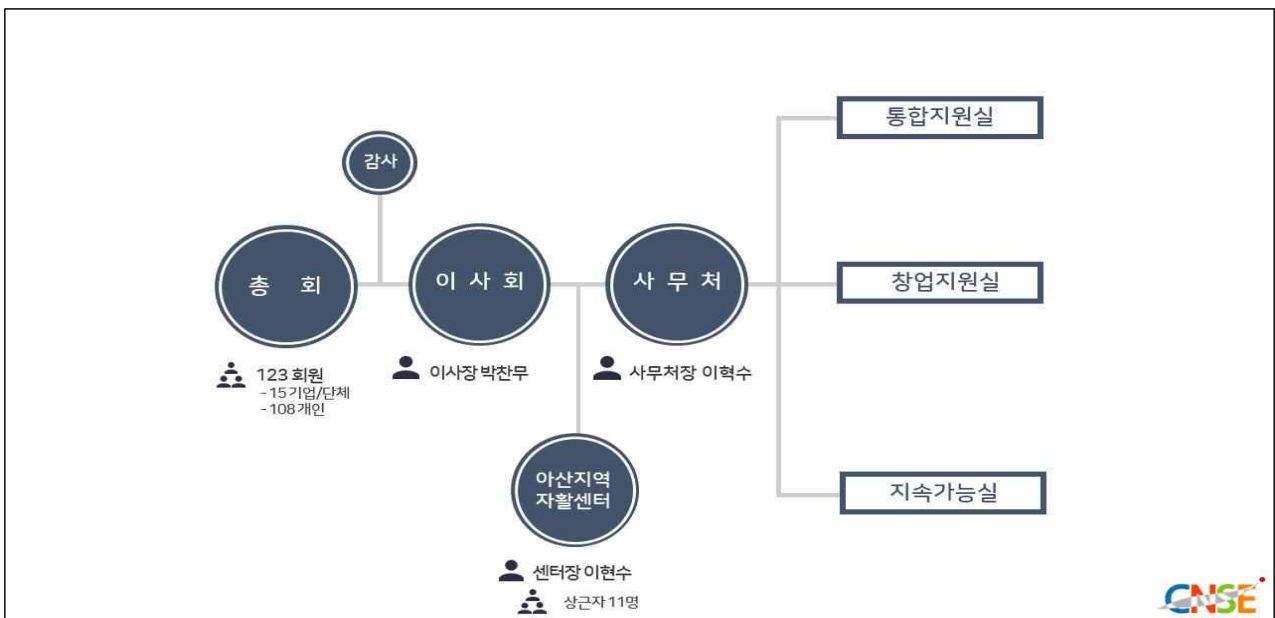 통합지원실
감사
총 회
이 사 회
사 무 처
창업지원실
123 회원
- 15 기업/단체
- 108 개인
이사장 박찬무
사무처장 이혁수
아산지역
자활센터
지속가능실
센터장 이현수
상근자 11명
CNSE